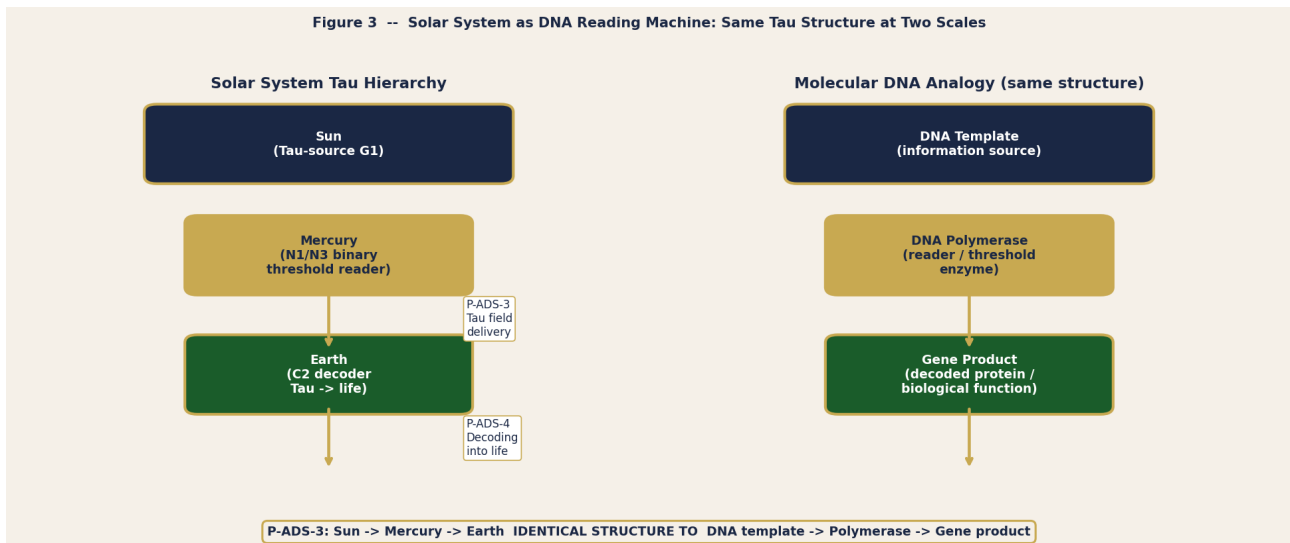 Figure 3  --  Solar System as DNA Reading Machine: Same Tau Structure at Two Scales
Solar System Tau Hierarchy
Sun
(Tau-source G1)
Mercury
(N1/N3 binary
threshold reader)
P-ADS-3
Tau field
delivery
Earth
(C2 decoder
Tau -> life)
P-ADS-4
Decoding
into life
Molecular DNA Analogy (same structure)
DNA Template
(information source)
DNA Polymerase
(reader / threshold
enzyme)
Gene Product
(decoded protein /
biological function)
P-ADS-3: Sun -> Mercury -> Earth  IDENTICAL STRUCTURE TO  DNA template -> Polymerase -> Gene product